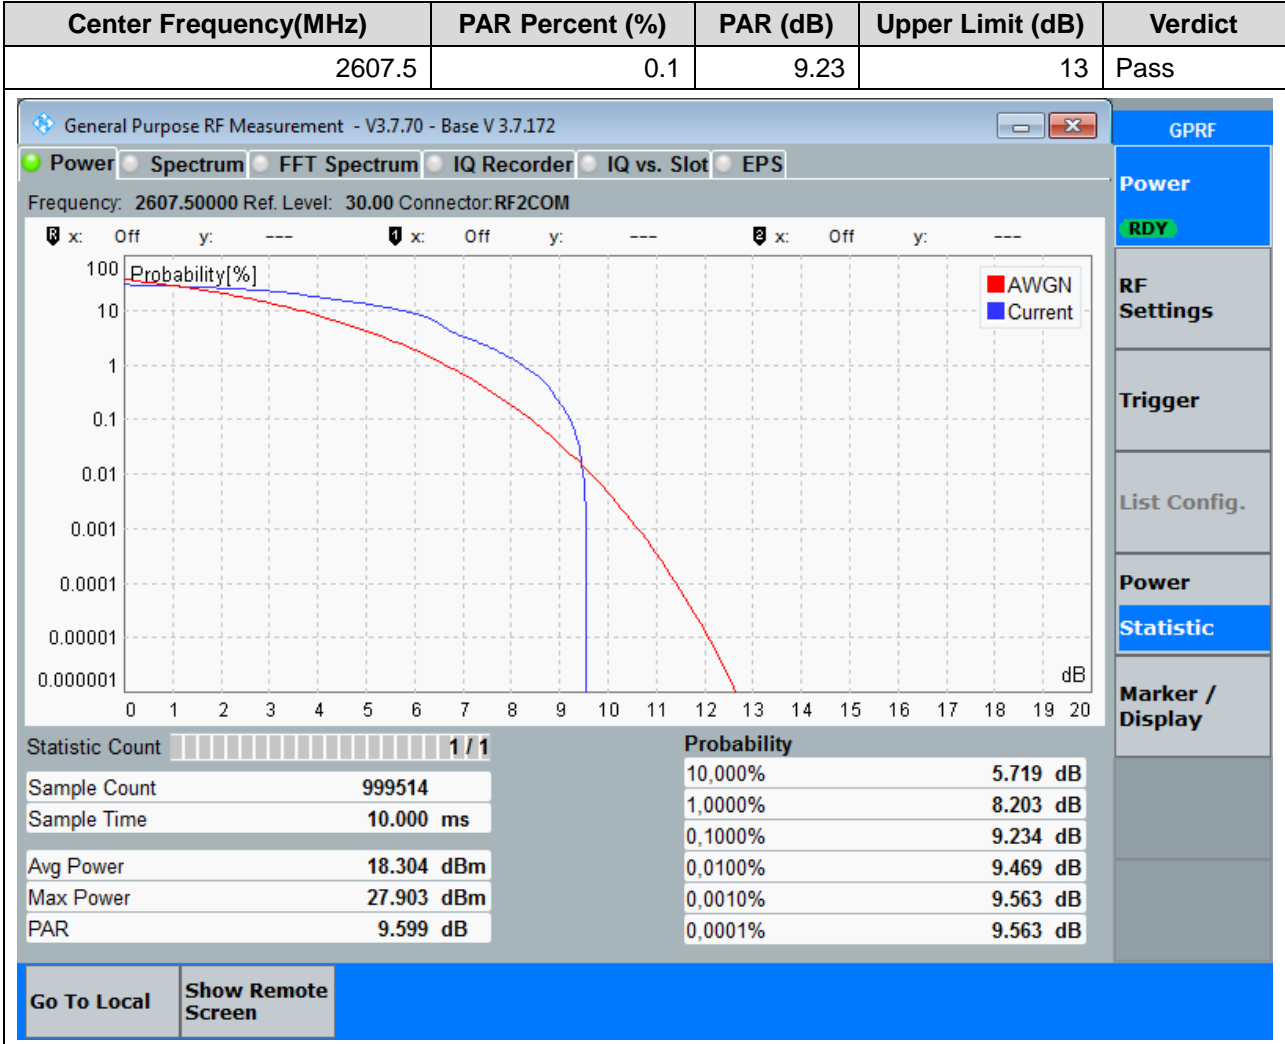 Center Frequency(MHz) PAR Percent (%) PAR (dB) Upper Limit (dB) Verdict
2607.5 0.1 9.23 13 Pass
General Purpose RF Measurement - V3.7.70 - Base V 3.7.172
GPRF
Power Spectrum FFT Spectrum IQ Recorder IQ vs. Slot EPS
Frequency: 2607.50000 Ref. Level: 30.00 Connector: RF2COM
R x: Off y: --- 1 x: Off y: --- 2 x: Off y: ---
Probability[%]
AWGN
Current
100
10
1
0.1
0.01
0.001
0.0001
0.00001
0.000001
dB
0 1 2 3 4 5 6 7 8 9 10 11 12 13 14 15 16 17 18 19 20
Statistic Count 1 / 1
Sample Count 999514
Sample Time 10.000 ms
Avg Power 18.304 dBm
Max Power 27.903 dBm
PAR 9.599 dB
Probability
10,000% 5.719 dB
1,0000% 8.203 dB
0,1000% 9.234 dB
0,0100% 9.469 dB
0,0010% 9.563 dB
0,0001% 9.563 dB
Power
RDY
RF
Settings
Trigger
List Config.
Power
Statistic
Marker /
Display
Go To Local
Show Remote
Screen